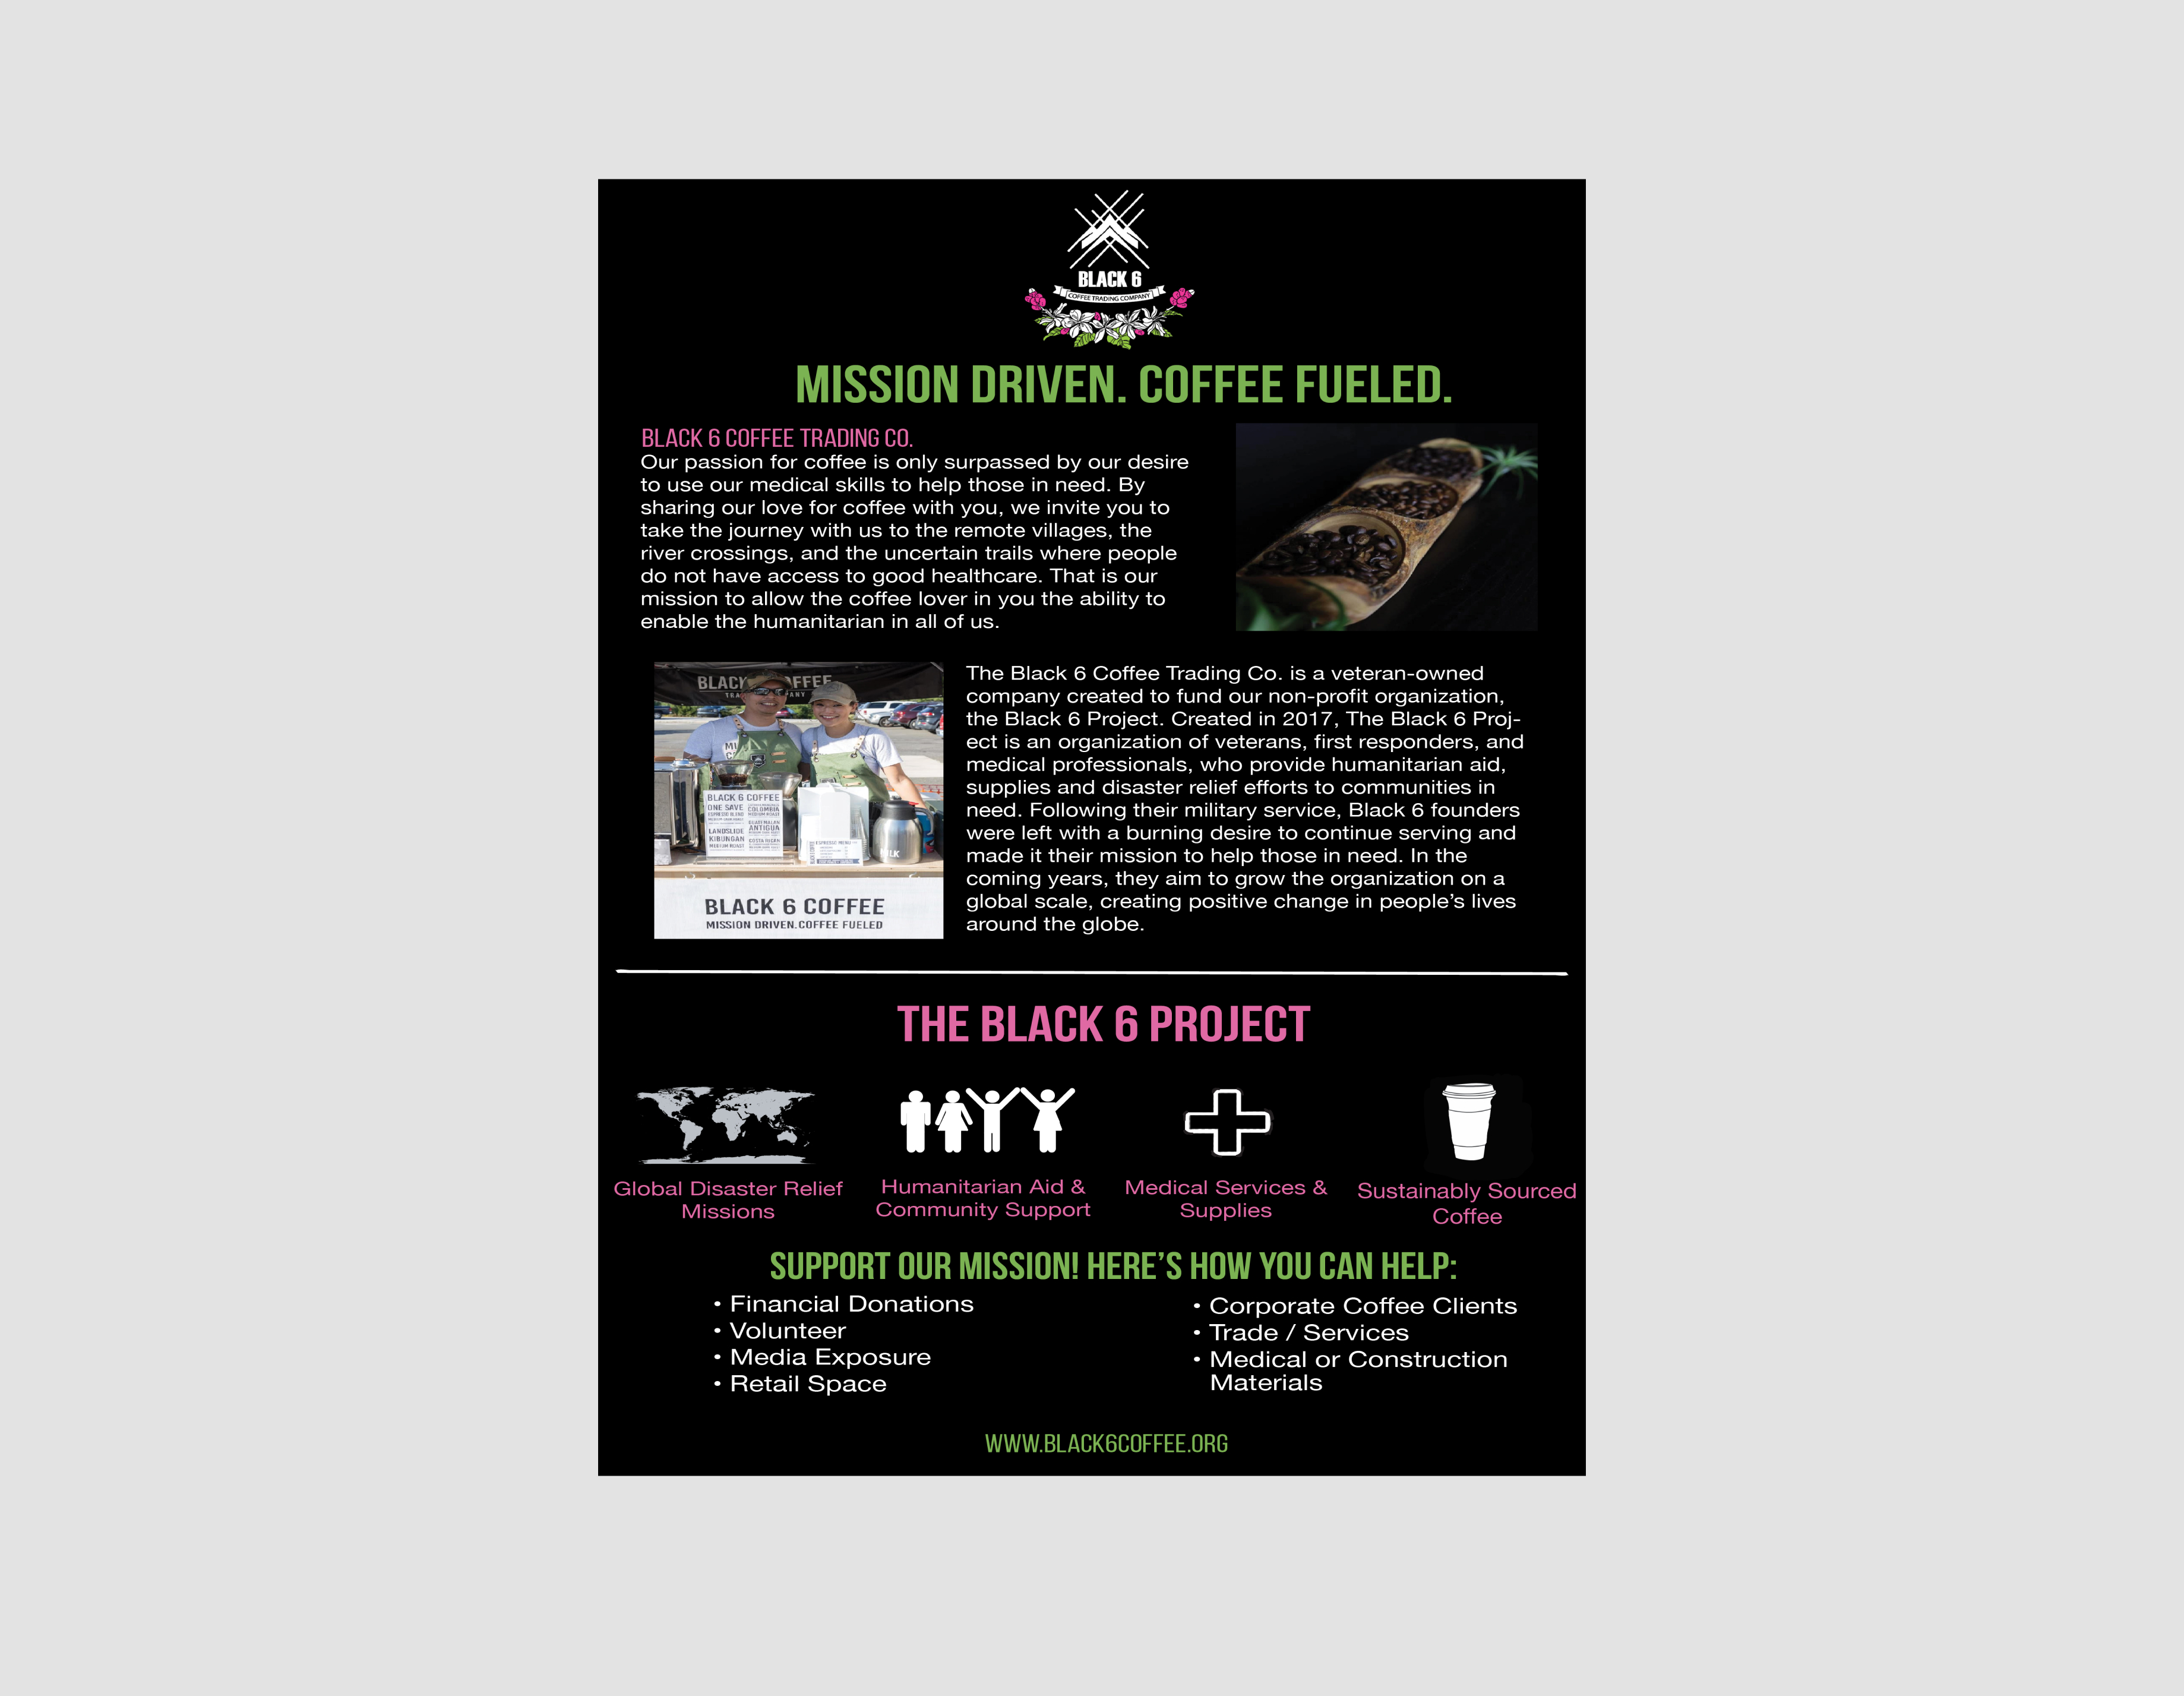 BLACK 6
COFFEE TRADING COMPANY
MISSION DRIVEN. COFFEE FUELED.
BLACK 6 COFFEE TRADING CO.
Our passion for coffee is only surpassed by our desire
to use our medical skills to help those in need. By
sharing our love for coffee with you, we invite you to
take the journey with us to the remote villages, the
river crossings, and the uncertain trails where people
do not have access to good healthcare. That is our
mission to allow the coffee lover in you the ability to
enable the humanitarian in all of us.
BLACK 6 COFFEE
ONE SAVE
ESPRESSO BLEND
COLOMBIA
MEDIUM ROAST
LANDSLIDE
KIBUNGAN
MEDIUM ROAST
ANTIGUA
ESPRESSO MENU
BLACK 6 COFFEE
MISSION DRIVEN. COFFEE FUELED
The Black 6 Coffee Trading Co. is a veteran-owned
company created to fund our non-profit organization,
the Black 6 Project. Created in 2017, The Black 6 Proj-
ect is an organization of veterans, first responders, and
medical professionals, who provide humanitarian aid,
supplies and disaster relief efforts to communities in
need. Following their military service, Black 6 founders
were left with a burning desire to continue serving and
made it their mission to help those in need. In the
coming years, they aim to grow the organization on a
global scale, creating positive change in people’s lives
around the globe.
THE BLACK 6 PROJECT
Global Disaster Relief
Missions
Humanitarian Aid &
Community Support
Medical Services &
Supplies
Sustainably Sourced
Coffee
SUPPORT OUR MISSION! HERE’S HOW YOU CAN HELP:
• Financial Donations
• Volunteer
• Media Exposure
• Retail Space
• Corporate Coffee Clients
• Trade / Services
• Medical or Construction
Materials
WWW.BLACK6COFFEE.ORG